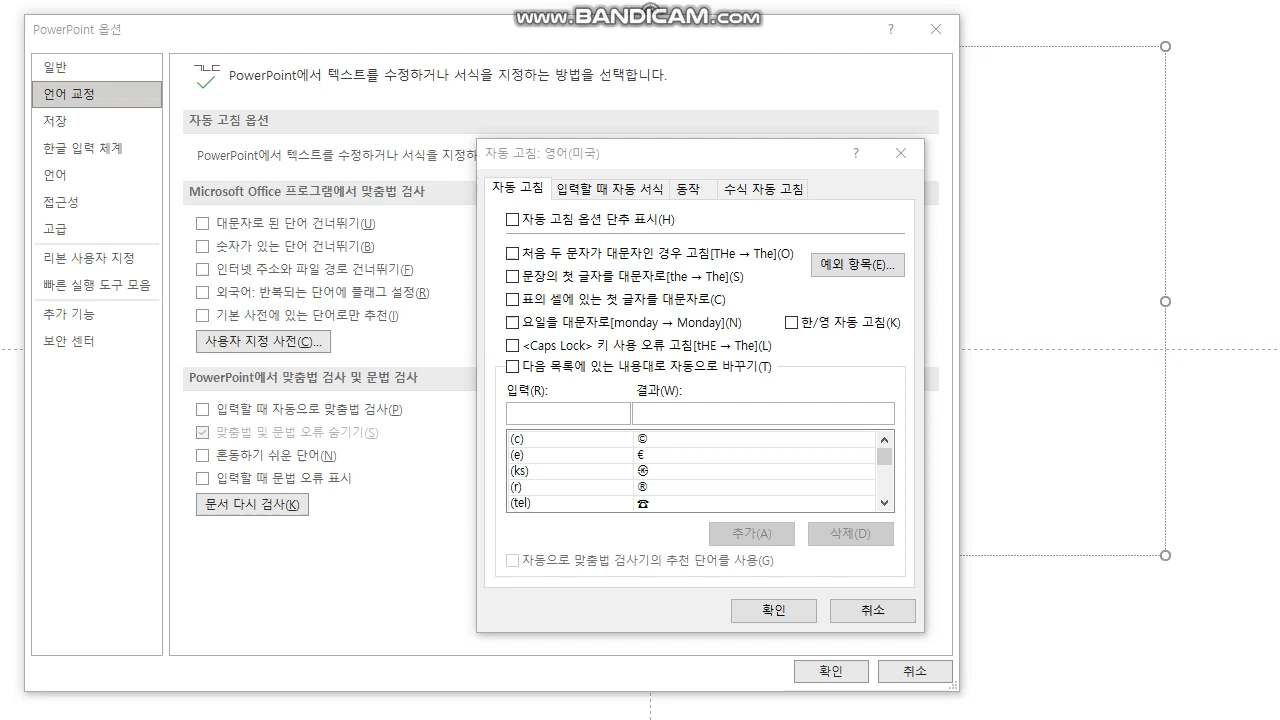 www.BANDICAM.com
PowerPoint 옵션
?
일반
언어 교정
저장
한글 입력 체계
언어
접근성
고급
리본 사용자 지정
빠른 실행 도구 모음
추가 기능
보안 센터
PowerPoint에서 텍스트를 수정하거나 서식을 지정하는 방법을 선택합니다.
자동 고침 옵션
PowerPoint에서 텍스트를 수정하거나 서식을 지정하
Microsoft Office 프로그램에서 맞춤법 검사
대문자로 된 단어 건너뛰기(U)
숫자가 있는 단어 건너뛰기(B)
인터넷 주소와 파일 경로 건너뛰기(F)
외국어: 반복되는 단어에 플래그 설정(R)
기본 사전에 있는 단어로만 추천(I)
사용자 지정 사전(C)...
PowerPoint에서 맞춤법 검사 및 문법 검사
입력할 때 자동으로 맞춤법 검사(P)
맞춤법 및 문법 오류 숨기기(S)
혼동하기 쉬운 단어(N)
입력할 때 문법 오류 표시
문서 다시 검사(K)
자동 고침: 영어(미국)
?
자동 고침 입력할 때 자동 서식 동작 수식 자동 고침
자동 고침 옵션 단추 표시(H)
처음 두 문자가 대문자인 경우 고침[THe → The](O)
예외 항목(E)...
문장의 첫 글자를 대문자로[the → The](S)
표의 셀에 있는 첫 글자를 대문자로(C)
요일을 대문자로[monday → Monday](N) 한/영 자동 고침(K)
<Caps Lock> 키 사용 오류 고침[tHE → The](L)
다음 목록에 있는 내용대로 자동으로 바꾸기(T)
입력(R): 결과(W):
(c) ©
(e) €
(ks) ㉿
(r) ®
(tel) ☎
추가(A) 삭제(D)
자동으로 맞춤법 검사기의 추천 단어를 사용(G)
확인 취소
확인 취소